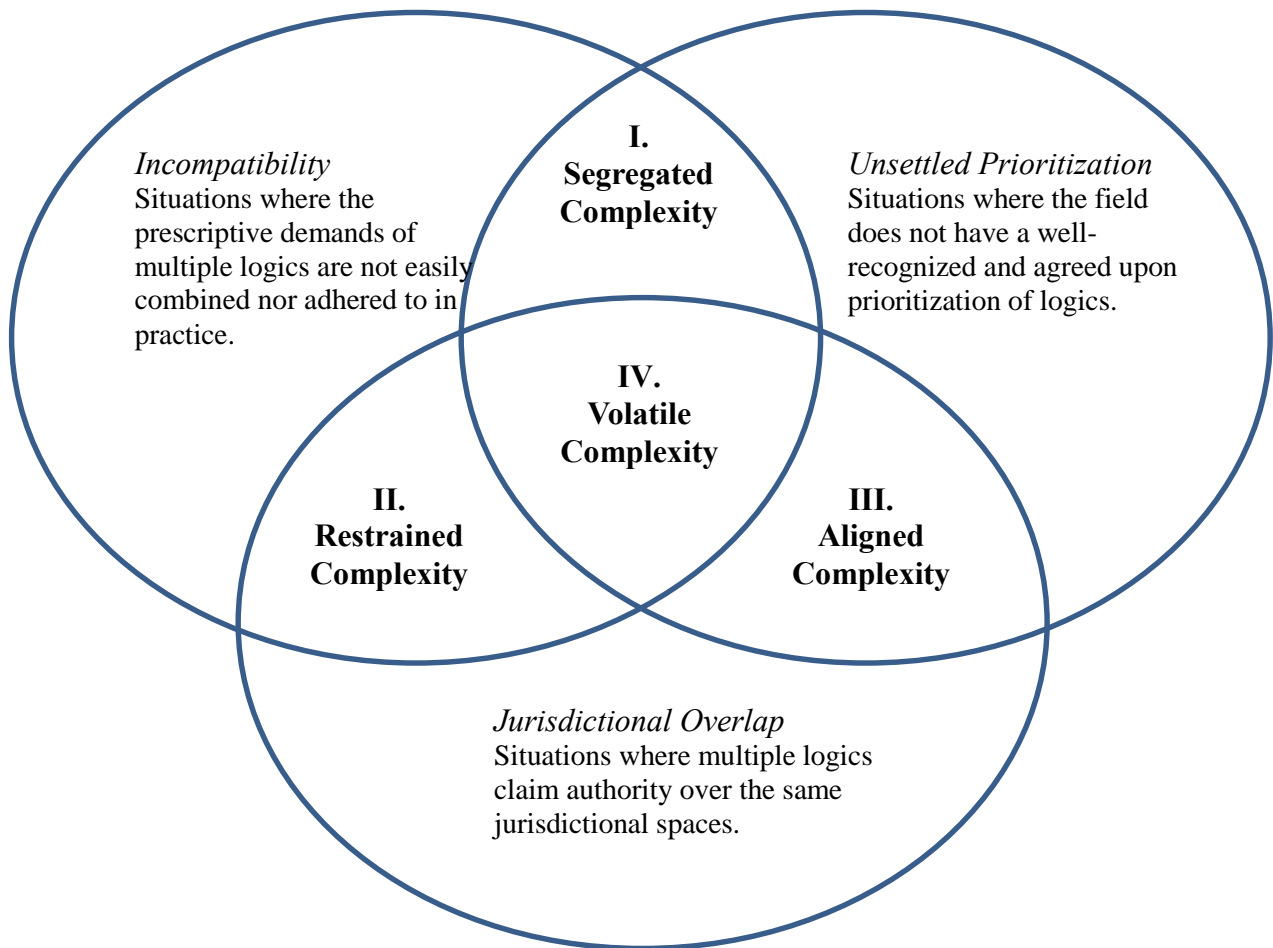 I.
Segregated
Complexity
Incompatibility
Situations where the
prescriptive demands of
multiple logics are not easily
combined nor adhered to in
practice.
Unsettled Prioritization
Situations where the field
does not have a well-
recognized and agreed upon
prioritization of logics.
IV.
Volatile
Complexity
II.
Restrained
Complexity
III.
Aligned
Complexity
Jurisdictional Overlap
Situations where multiple logics
claim authority over the same
jurisdictional spaces.